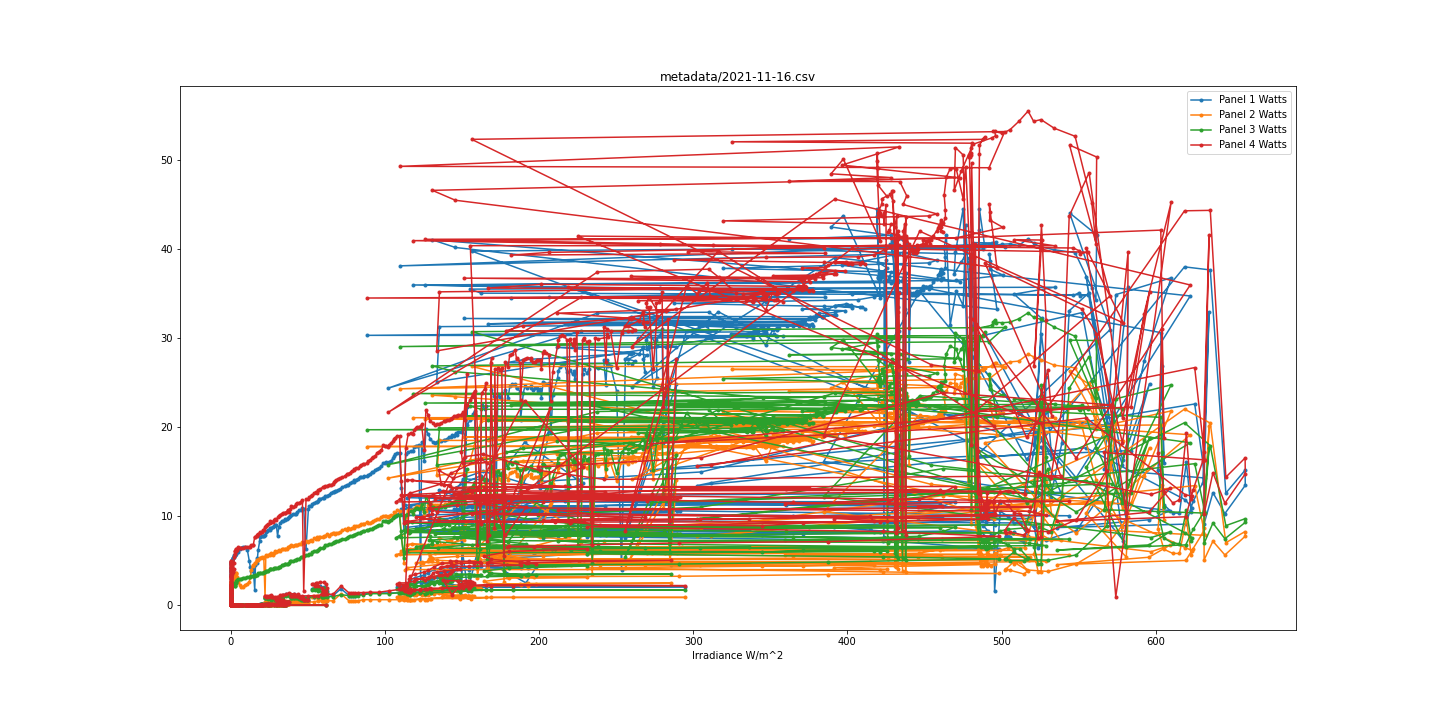 metadata/2021-11-16.csv
Panel 1 Watts
Panel 2 Watts
Panel 3 Watts
Panel 4 Watts
50
40
30
20
10
0
0 100 200 300 400 500 600
Irradiance W/m^2